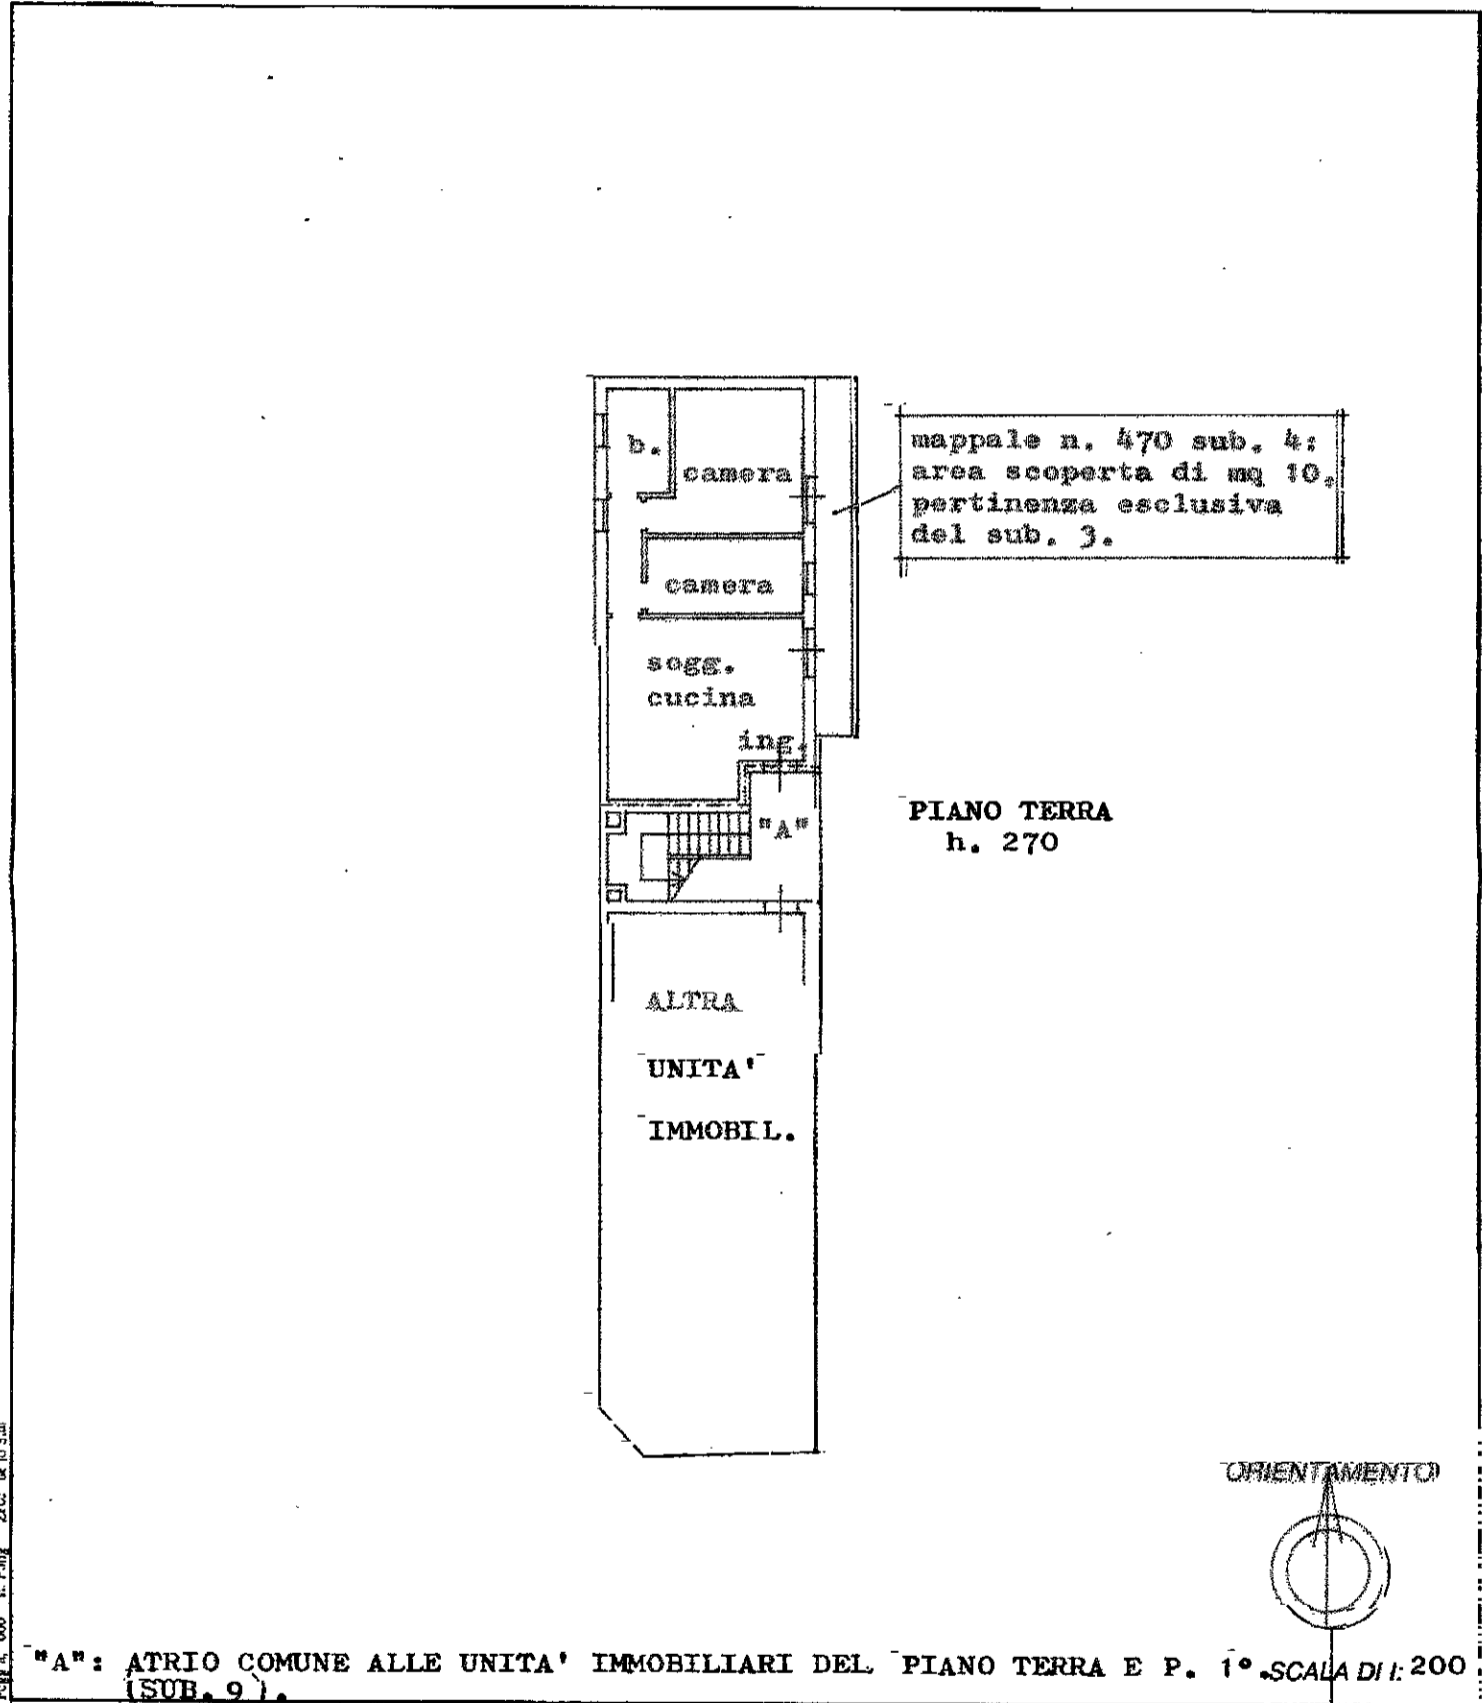 b.
camera
mappale n. 470 sub. 4:
area scoperta di mq 10,
pertinenza esclusiva
del sub. 3.
camera
sogg.
cucina
ing.
"A"
PIANO TERRA
h. 270
ALTRA
UNITA'
IMMOBIL.
ORIENTAMENTO
"A": ATRIO COMUNE ALLE UNITA' IMMOBILIARI DEL PIANO TERRA E P. 1°. SCALA DI 1: 200
(SUB. 9).